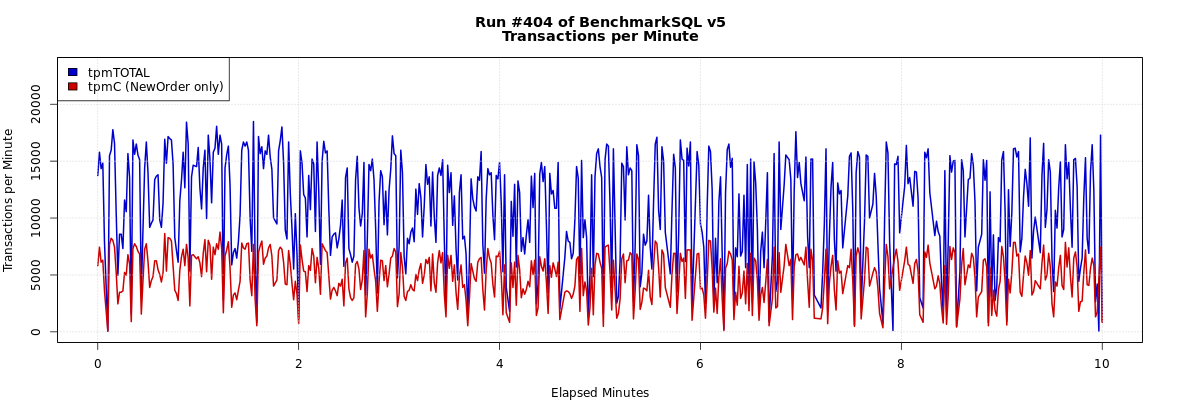 Run #404 of BenchmarkSQL v5
Transactions per Minute
tpmTOTAL
tpmC (NewOrder only)
Transactions per Minute
20000
15000
10000
5000
0
0 2 4 6 8 10
Elapsed Minutes